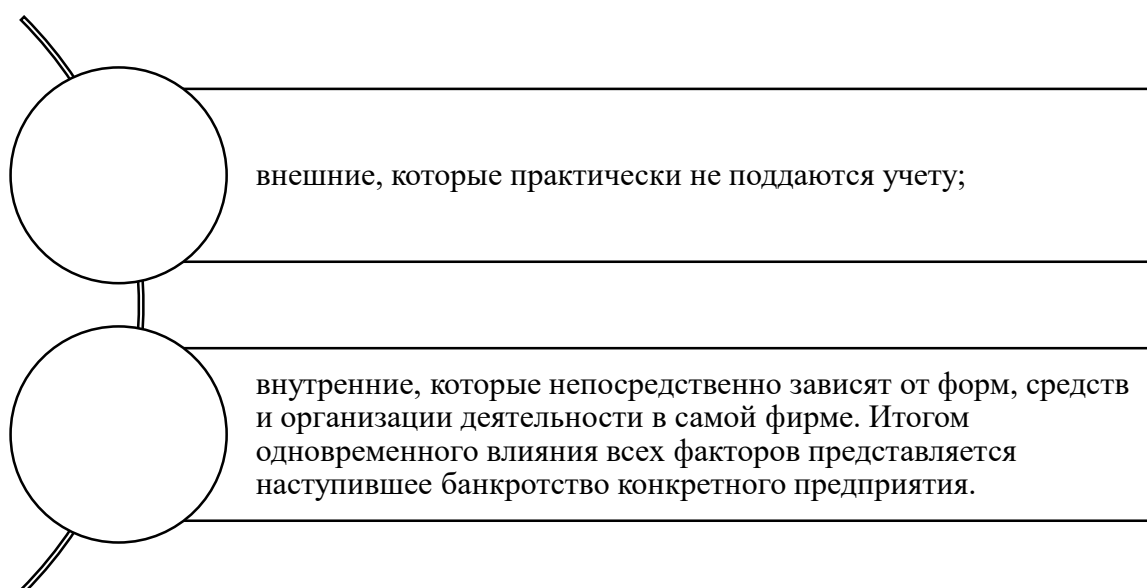 внешние, которые практически не поддаются учету;
внутренние, которые непосредственно зависят от форм, средств
и организации деятельности в самой фирме. Итогом
одновременного влияния всех факторов представляется
наступившее банкротство конкретного предприятия.